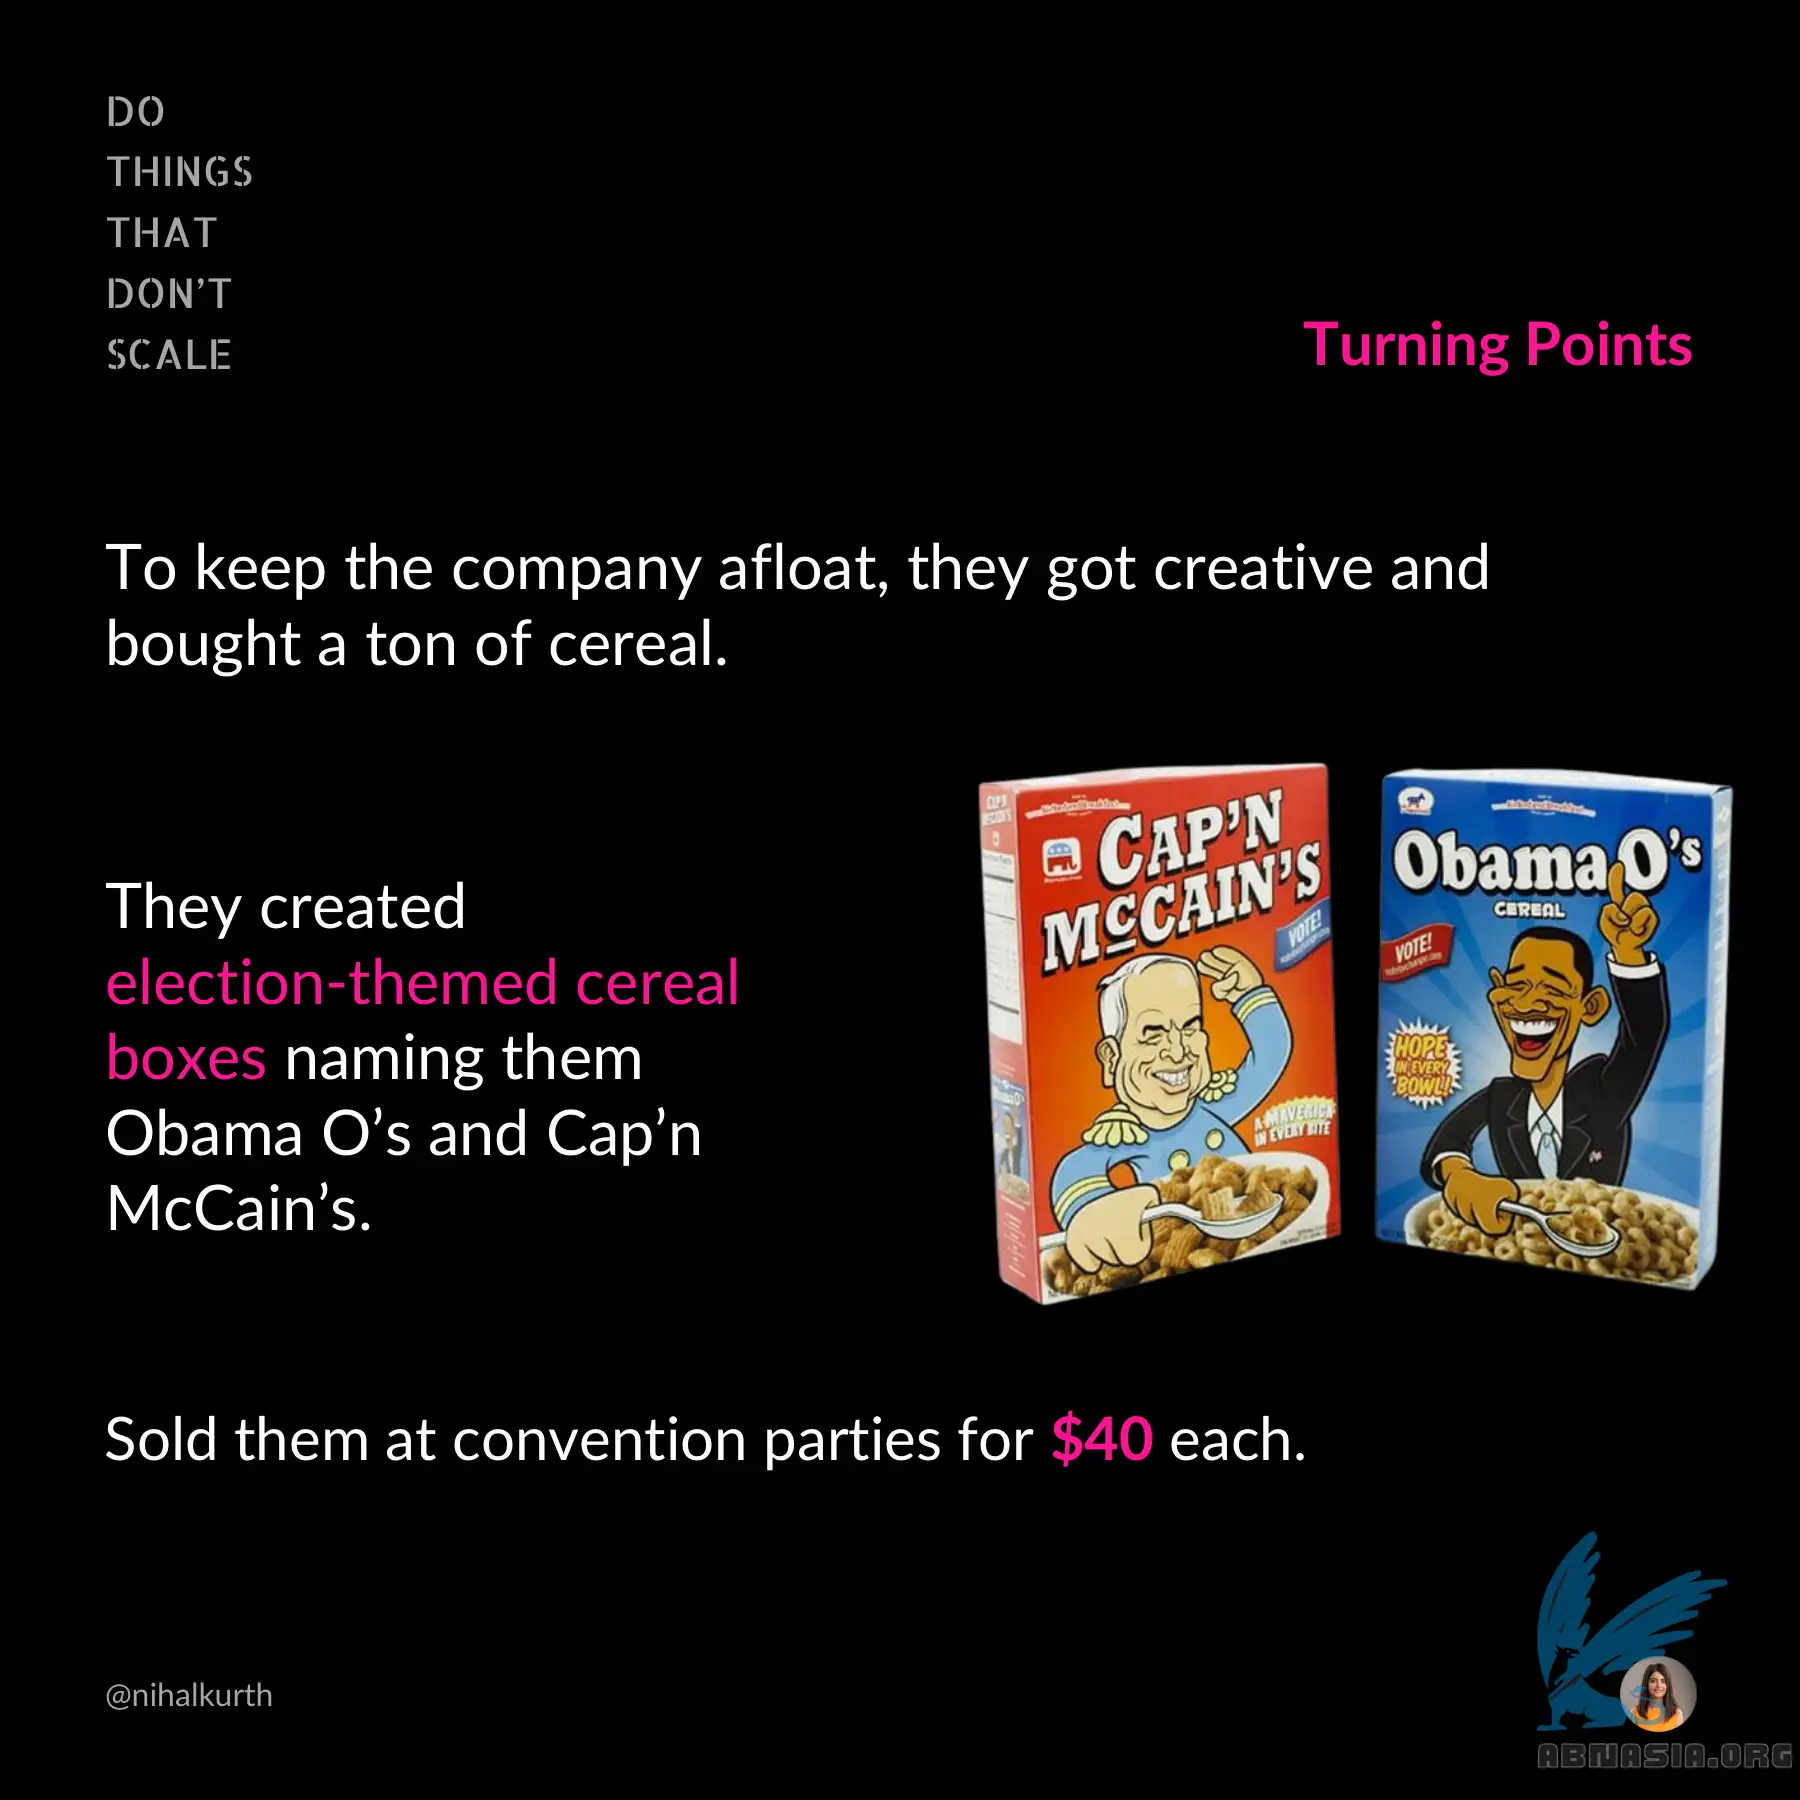 DO
THINGS
THAT
DON’T
SCALE
Turning Points
To keep the company afloat, they got creative and
bought a ton of cereal.
They created
election-themed cereal
boxes naming them
Obama O’s and Cap’n
McCain’s.
CAP'N
McCAIN'S
CAP'N
McCAIN'S
VOTE!
A MAVERICK
IN EVERY BITE
Obama O's
CEREAL
VOTE!
HOPE
IN EVERY
BOWL!
Sold them at convention parties for $40 each.
@nihalkurth
ABNASIA.ORG